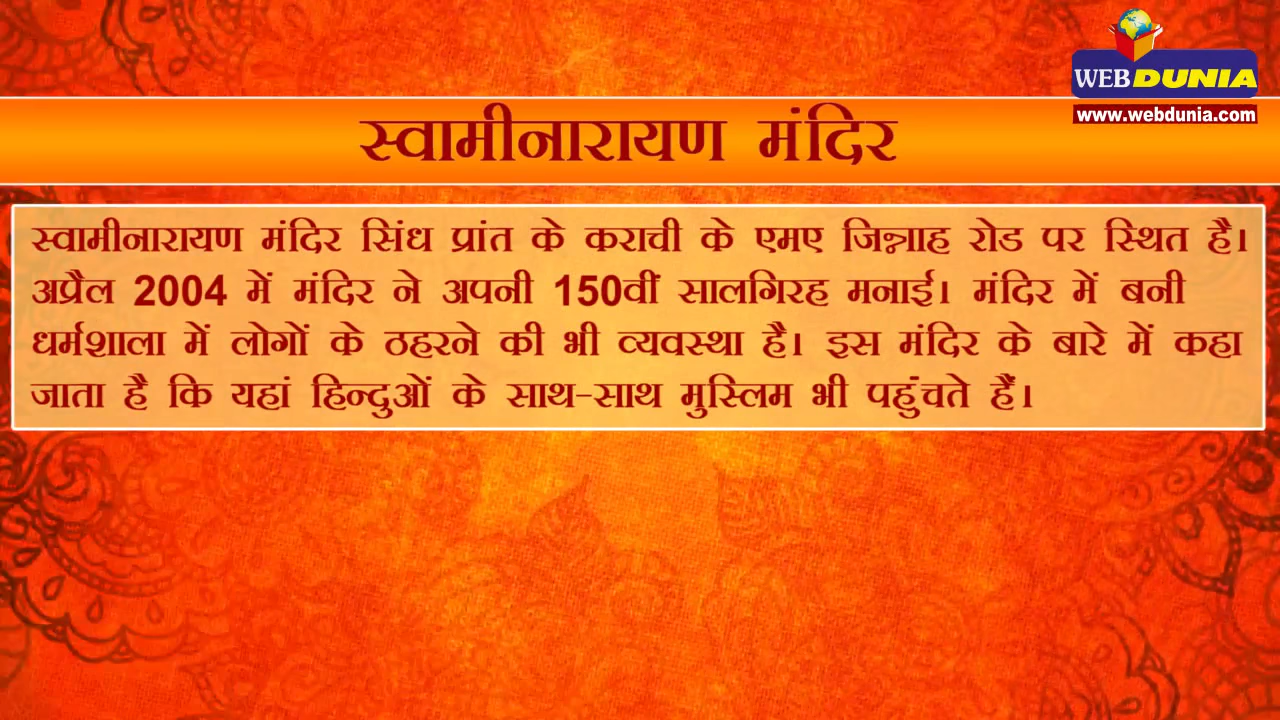 WEBDUNIA
www.webdunia.com
स्वामीनारायण मंदिर
स्वामीनारायण मंदिर सिंध प्रांत के कराची के एमए जिन्नाह रोड पर स्थित है।
अप्रैल 2004 में मंदिर ने अपनी 150वीं सालगिरह मनाई। मंदिर में बनी
धर्मशाला में लोगों के ठहरने की भी व्यवस्था है। इस मंदिर के बारे में कहा
जाता है कि यहां हिन्दुओं के साथ-साथ मुस्लिम भी पहुंचते हैं।